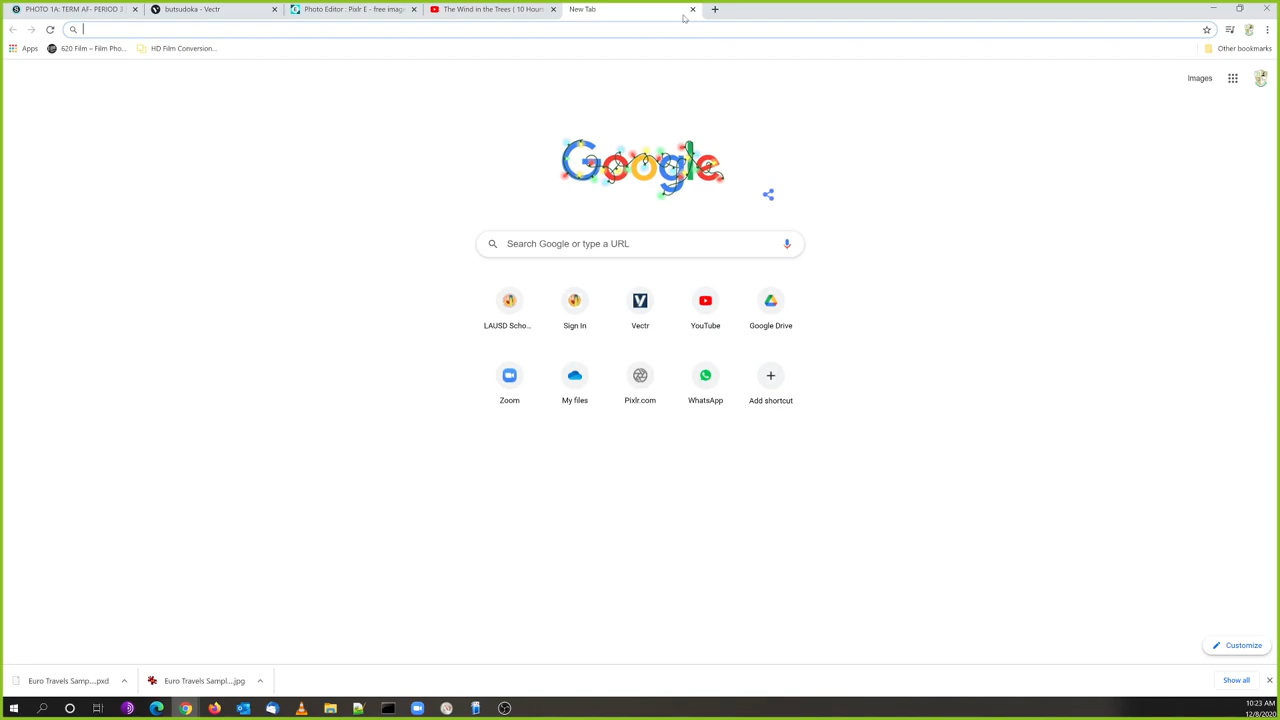 PHOTO 1A: TERM AF- PERIOD 3
butsudoka - Vectr
Photo Editor : Pixlr E - free imag
The Wind in the Trees ( 10 Hours
New Tab
Apps
620 Film – Film Pho...
HD Film Conversion...
Other bookmarks
Images
Google
Search Google or type a URL
LAUSD Scho...
Sign In
Vectr
YouTube
Google Drive
Zoom
My files
Pixlr.com
WhatsApp
Add shortcut
Customize
Euro Travels Samp....pxd
Euro Travels Sampl....jpg
Show all
10:23 AM
12/8/2020